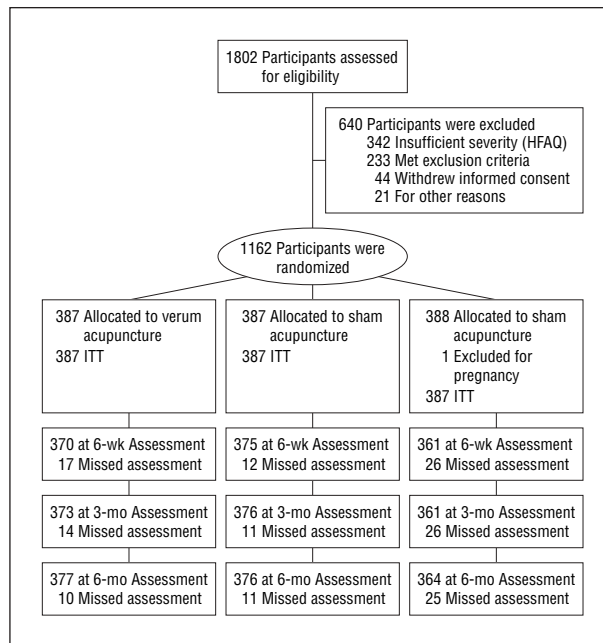 1802 Participants assessed
for eligibility
640 Participants were excluded
342 Insufficient severity (HFAQ)
233 Met exclusion criteria
44 Withdrew informed consent
21 For other reasons
1162 Participants were
randomized
387 Allocated to verum
acupuncture
387 ITT
387 Allocated to sham
acupuncture
387 ITT
388 Allocated to sham
acupuncture
1 Excluded for
pregnancy
387 ITT
370 at 6-wk Assessment
17 Missed assessment
375 at 6-wk Assessment
12 Missed assessment
361 at 6-wk Assessment
26 Missed assessment
373 at 3-mo Assessment
14 Missed assessment
376 at 3-mo Assessment
11 Missed assessment
361 at 3-mo Assessment
26 Missed assessment
377 at 6-mo Assessment
10 Missed assessment
376 at 6-mo Assessment
11 Missed assessment
364 at 6-mo Assessment
25 Missed assessment